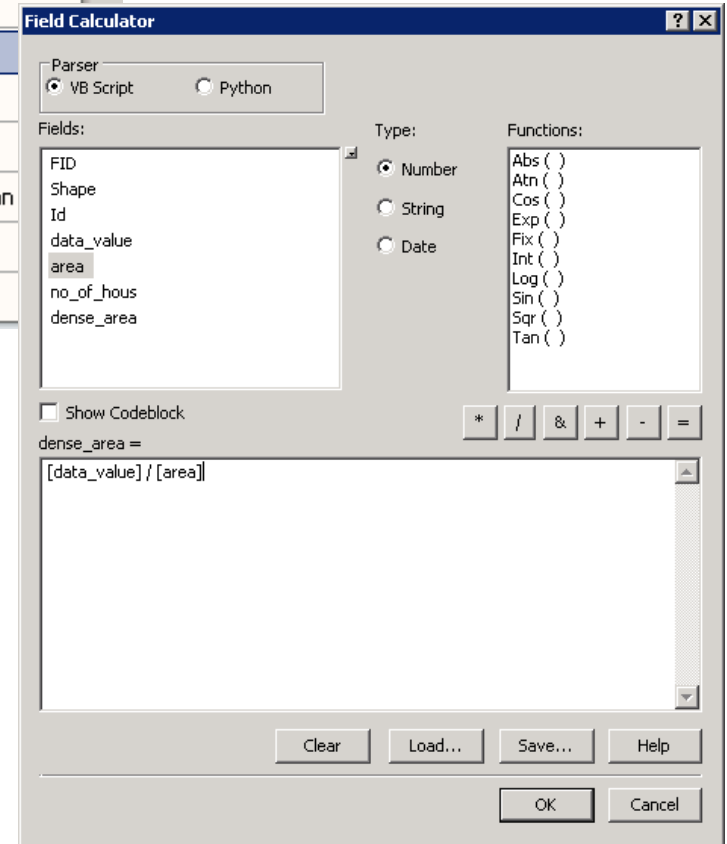 Field Calculator
Parser
VB Script Python
Fields:
Type:
Functions:
FID
Shape
Id
data_value
area
no_of_hous
dense_area
Number
String
Date
Abs ( )
Atn ( )
Cos ( )
Exp ( )
Fix ( )
Int ( )
Log ( )
Sin ( )
Sqr ( )
Tan ( )
Show Codeblock
* / & + - =
dense_area =
[data_value] / [area]
Clear Load... Save... Help
OK Cancel